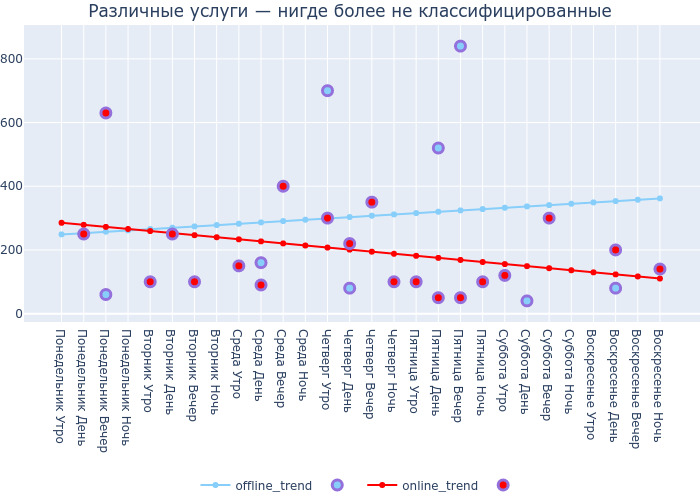 Различные услуги — нигде более не классифицированные
800
600
400
200
0
Понедельник Утро
Понедельник День
Понедельник Вечер
Понедельник Ночь
Вторник Утро
Вторник День
Вторник Вечер
Вторник Ночь
Среда Утро
Среда День
Среда Вечер
Среда Ночь
Четверг Утро
Четверг День
Четверг Вечер
Четверг Ночь
Пятница Утро
Пятница День
Пятница Вечер
Пятница Ночь
Суббота Утро
Суббота День
Суббота Вечер
Суббота Ночь
Воскресенье Утро
Воскресенье День
Воскресенье Вечер
Воскресенье Ночь
offline_trend online_trend